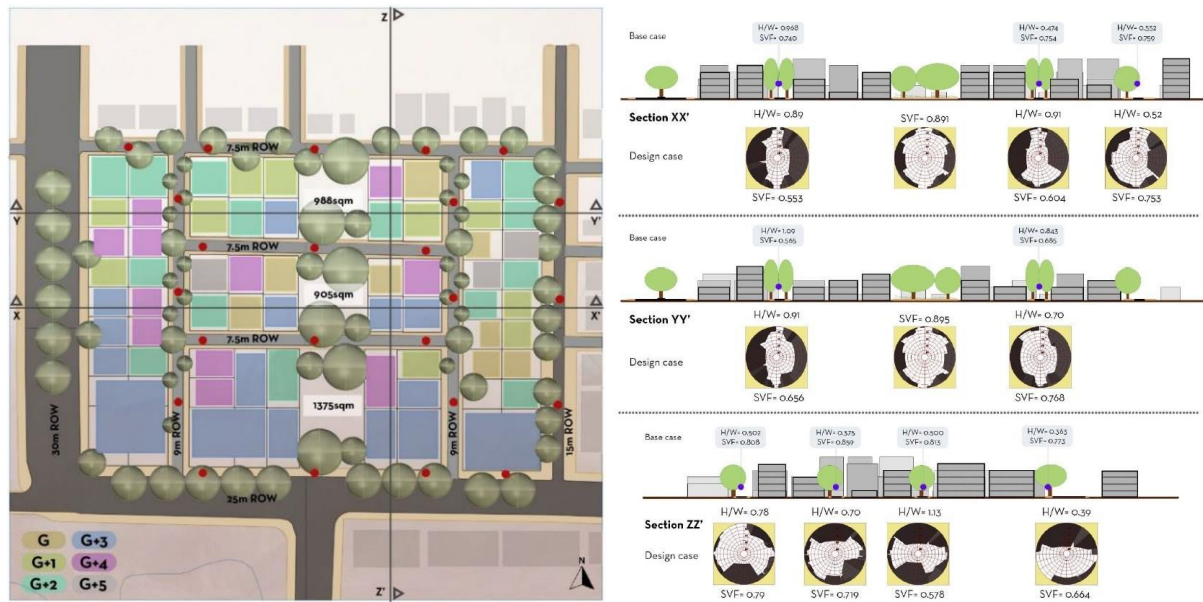 Z
7.5m ROW
988sqm
Y
Y'
7.5m ROW
905sqm
X
X'
7.5m ROW
1375sqm
30m ROW
9m ROW
9m ROW
15m ROW
25m ROW
G
G+3
G+1
G+4
G+2
G+5
Z'
N
Base case
H/W= 0.968
SVF= 0.740
H/W= 0.474
SVF= 0.754
H/W= 0.552
SVF= 0.759
Section XX'
H/W= 0.89
SVF= 0.891
H/W= 0.91
H/W= 0.52
Design case
SVF= 0.553
SVF= 0.604
SVF= 0.753
Base case
H/W= 1.09
SVF= 0.565
H/W= 0.843
SVF= 0.685
Section YY'
H/W= 0.91
SVF= 0.895
H/W= 0.70
Design case
SVF= 0.656
SVF= 0.768
Base case
H/W= 0.502
SVF= 0.808
H/W= 0.375
SVF= 0.859
H/W= 0.500
SVF= 0.813
H/W= 0.363
SVF= 0.773
Section ZZ'
H/W= 0.78
H/W= 0.70
H/W= 1.13
H/W= 0.39
Design case
SVF= 0.79
SVF= 0.719
SVF= 0.578
SVF= 0.664